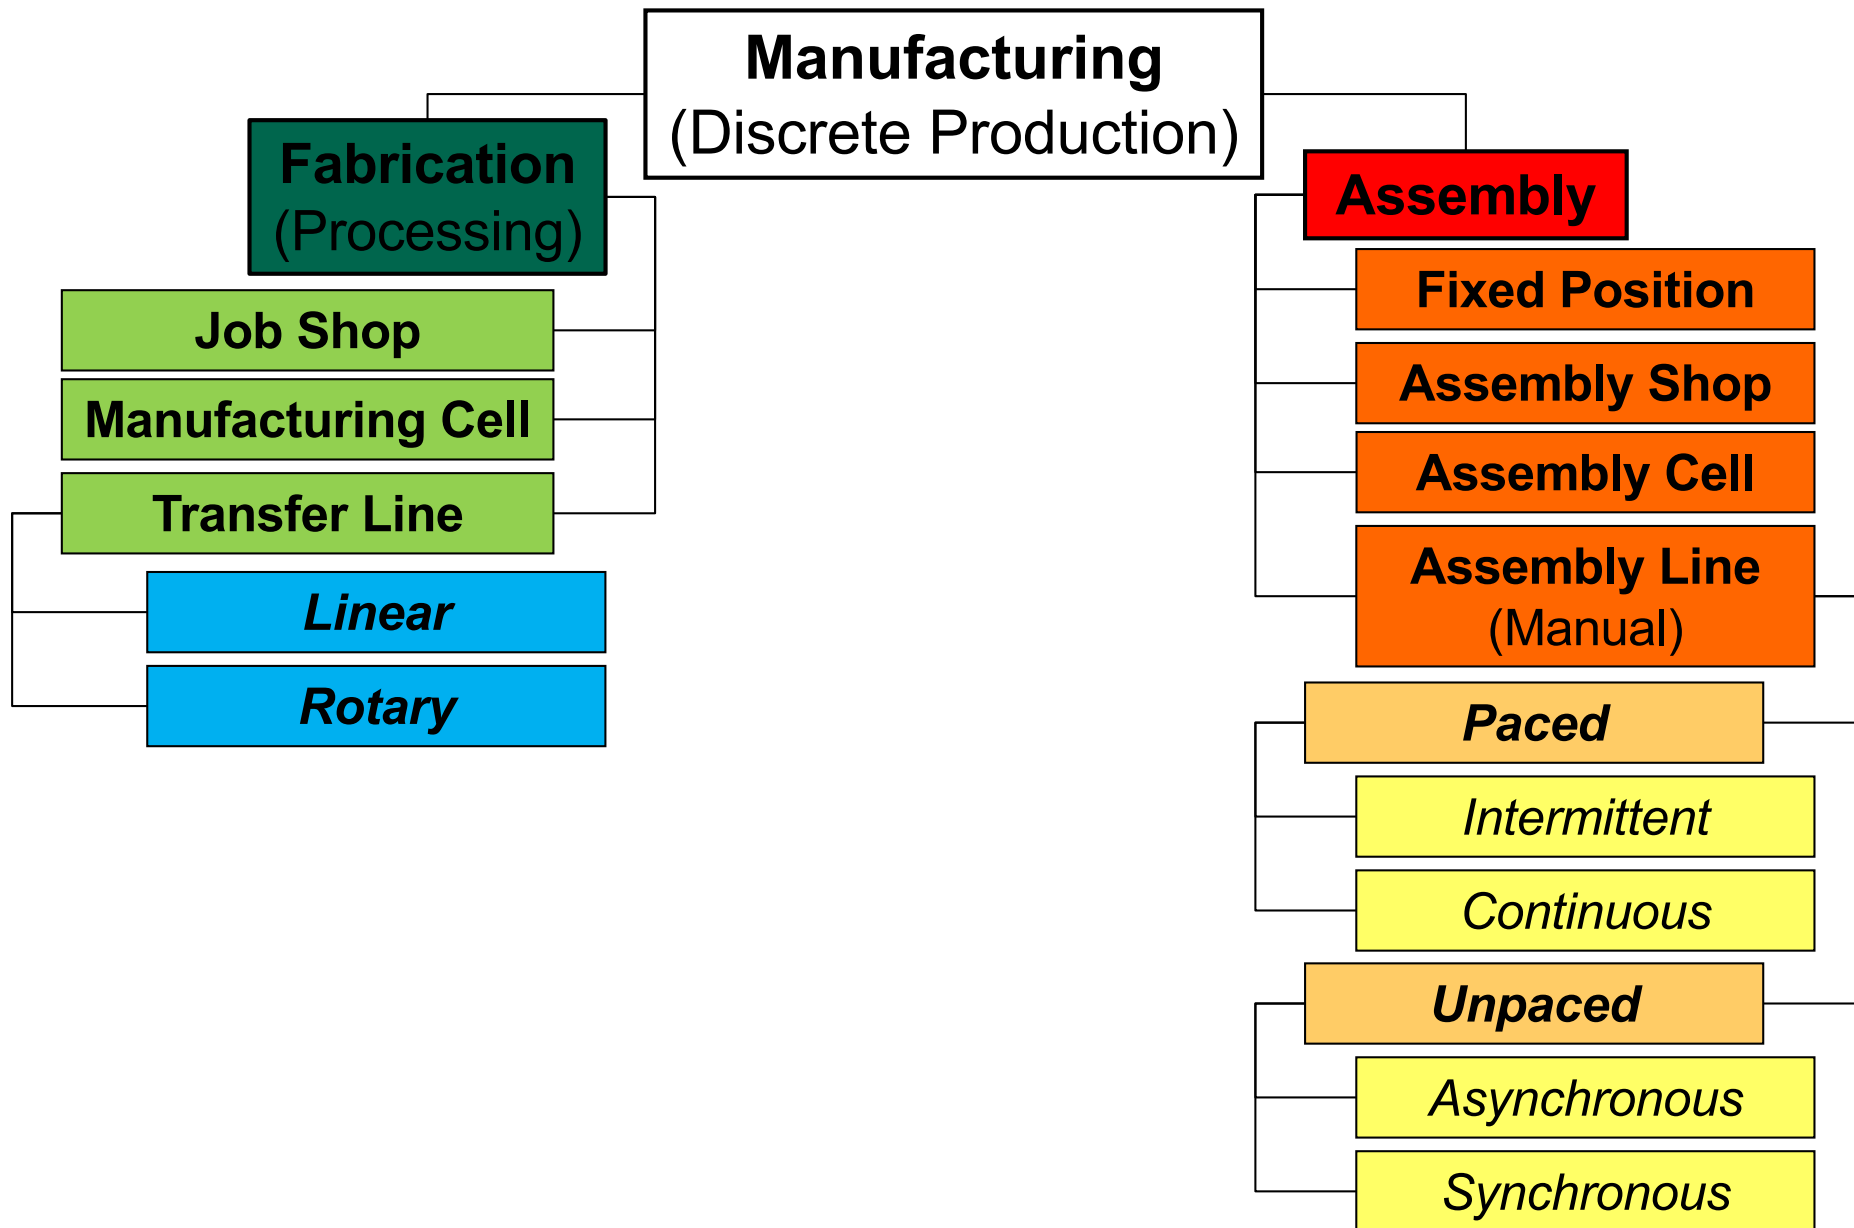 Manufacturing
(Discrete Production)
Fabrication
(Processing)
Job Shop
Manufacturing Cell
Transfer Line
Linear
Rotary
Assembly
Fixed Position
Assembly Shop
Assembly Cell
Assembly Line
(Manual)
Paced
Intermittent
Continuous
Unpaced
Asynchronous
Synchronous